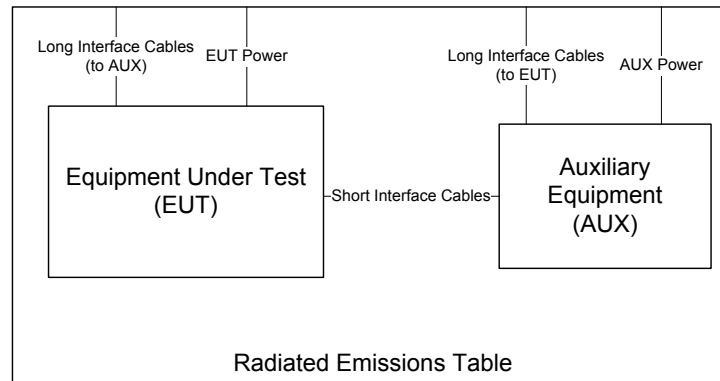 Long Interface Cables
(to AUX)
EUT Power
Long Interface Cables
(to EUT)
AUX Power
Equipment Under Test
(EUT)
Short Interface Cables
Auxiliary
Equipment
(AUX)
Radiated Emissions Table